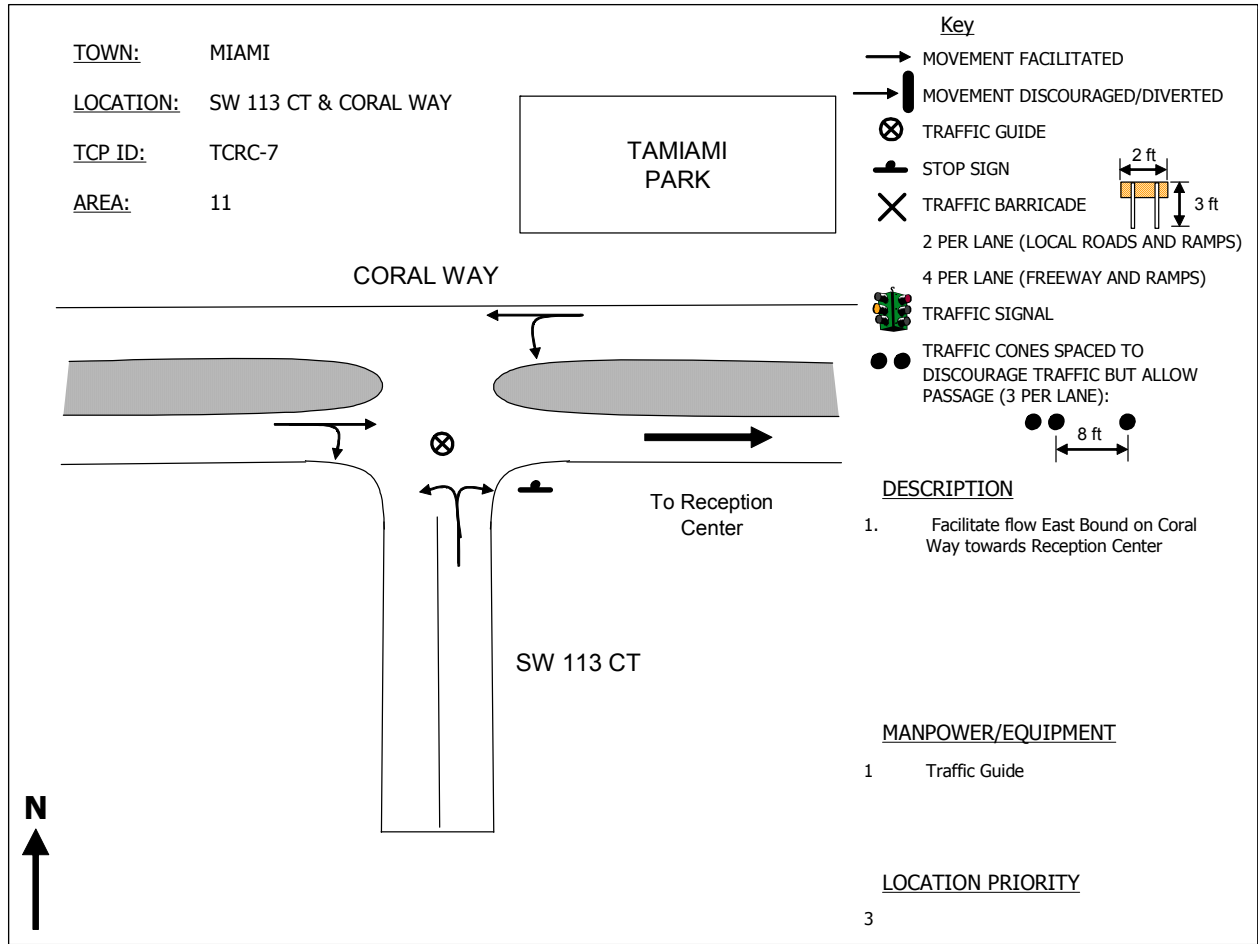 TOWN: MIAMI
LOCATION: SW 113 CT & CORAL WAY
TCP ID: TCRC-7
AREA: 11
TAMIAMI
PARK
CORAL WAY
To Reception
Center
SW 113 CT
N
Key
MOVEMENT FACILITATED
MOVEMENT DISCOURAGED/DIVERTED
TRAFFIC GUIDE
STOP SIGN
TRAFFIC BARRICADE
2 ft
3 ft
2 PER LANE (LOCAL ROADS AND RAMPS)
4 PER LANE (FREEWAY AND RAMPS)
TRAFFIC SIGNAL
TRAFFIC CONES SPACED TO
DISCOURAGE TRAFFIC BUT ALLOW
PASSAGE (3 PER LANE):
8 ft
DESCRIPTION
1. Facilitate flow East Bound on Coral
Way towards Reception Center
MANPOWER/EQUIPMENT
1 Traffic Guide
LOCATION PRIORITY
3